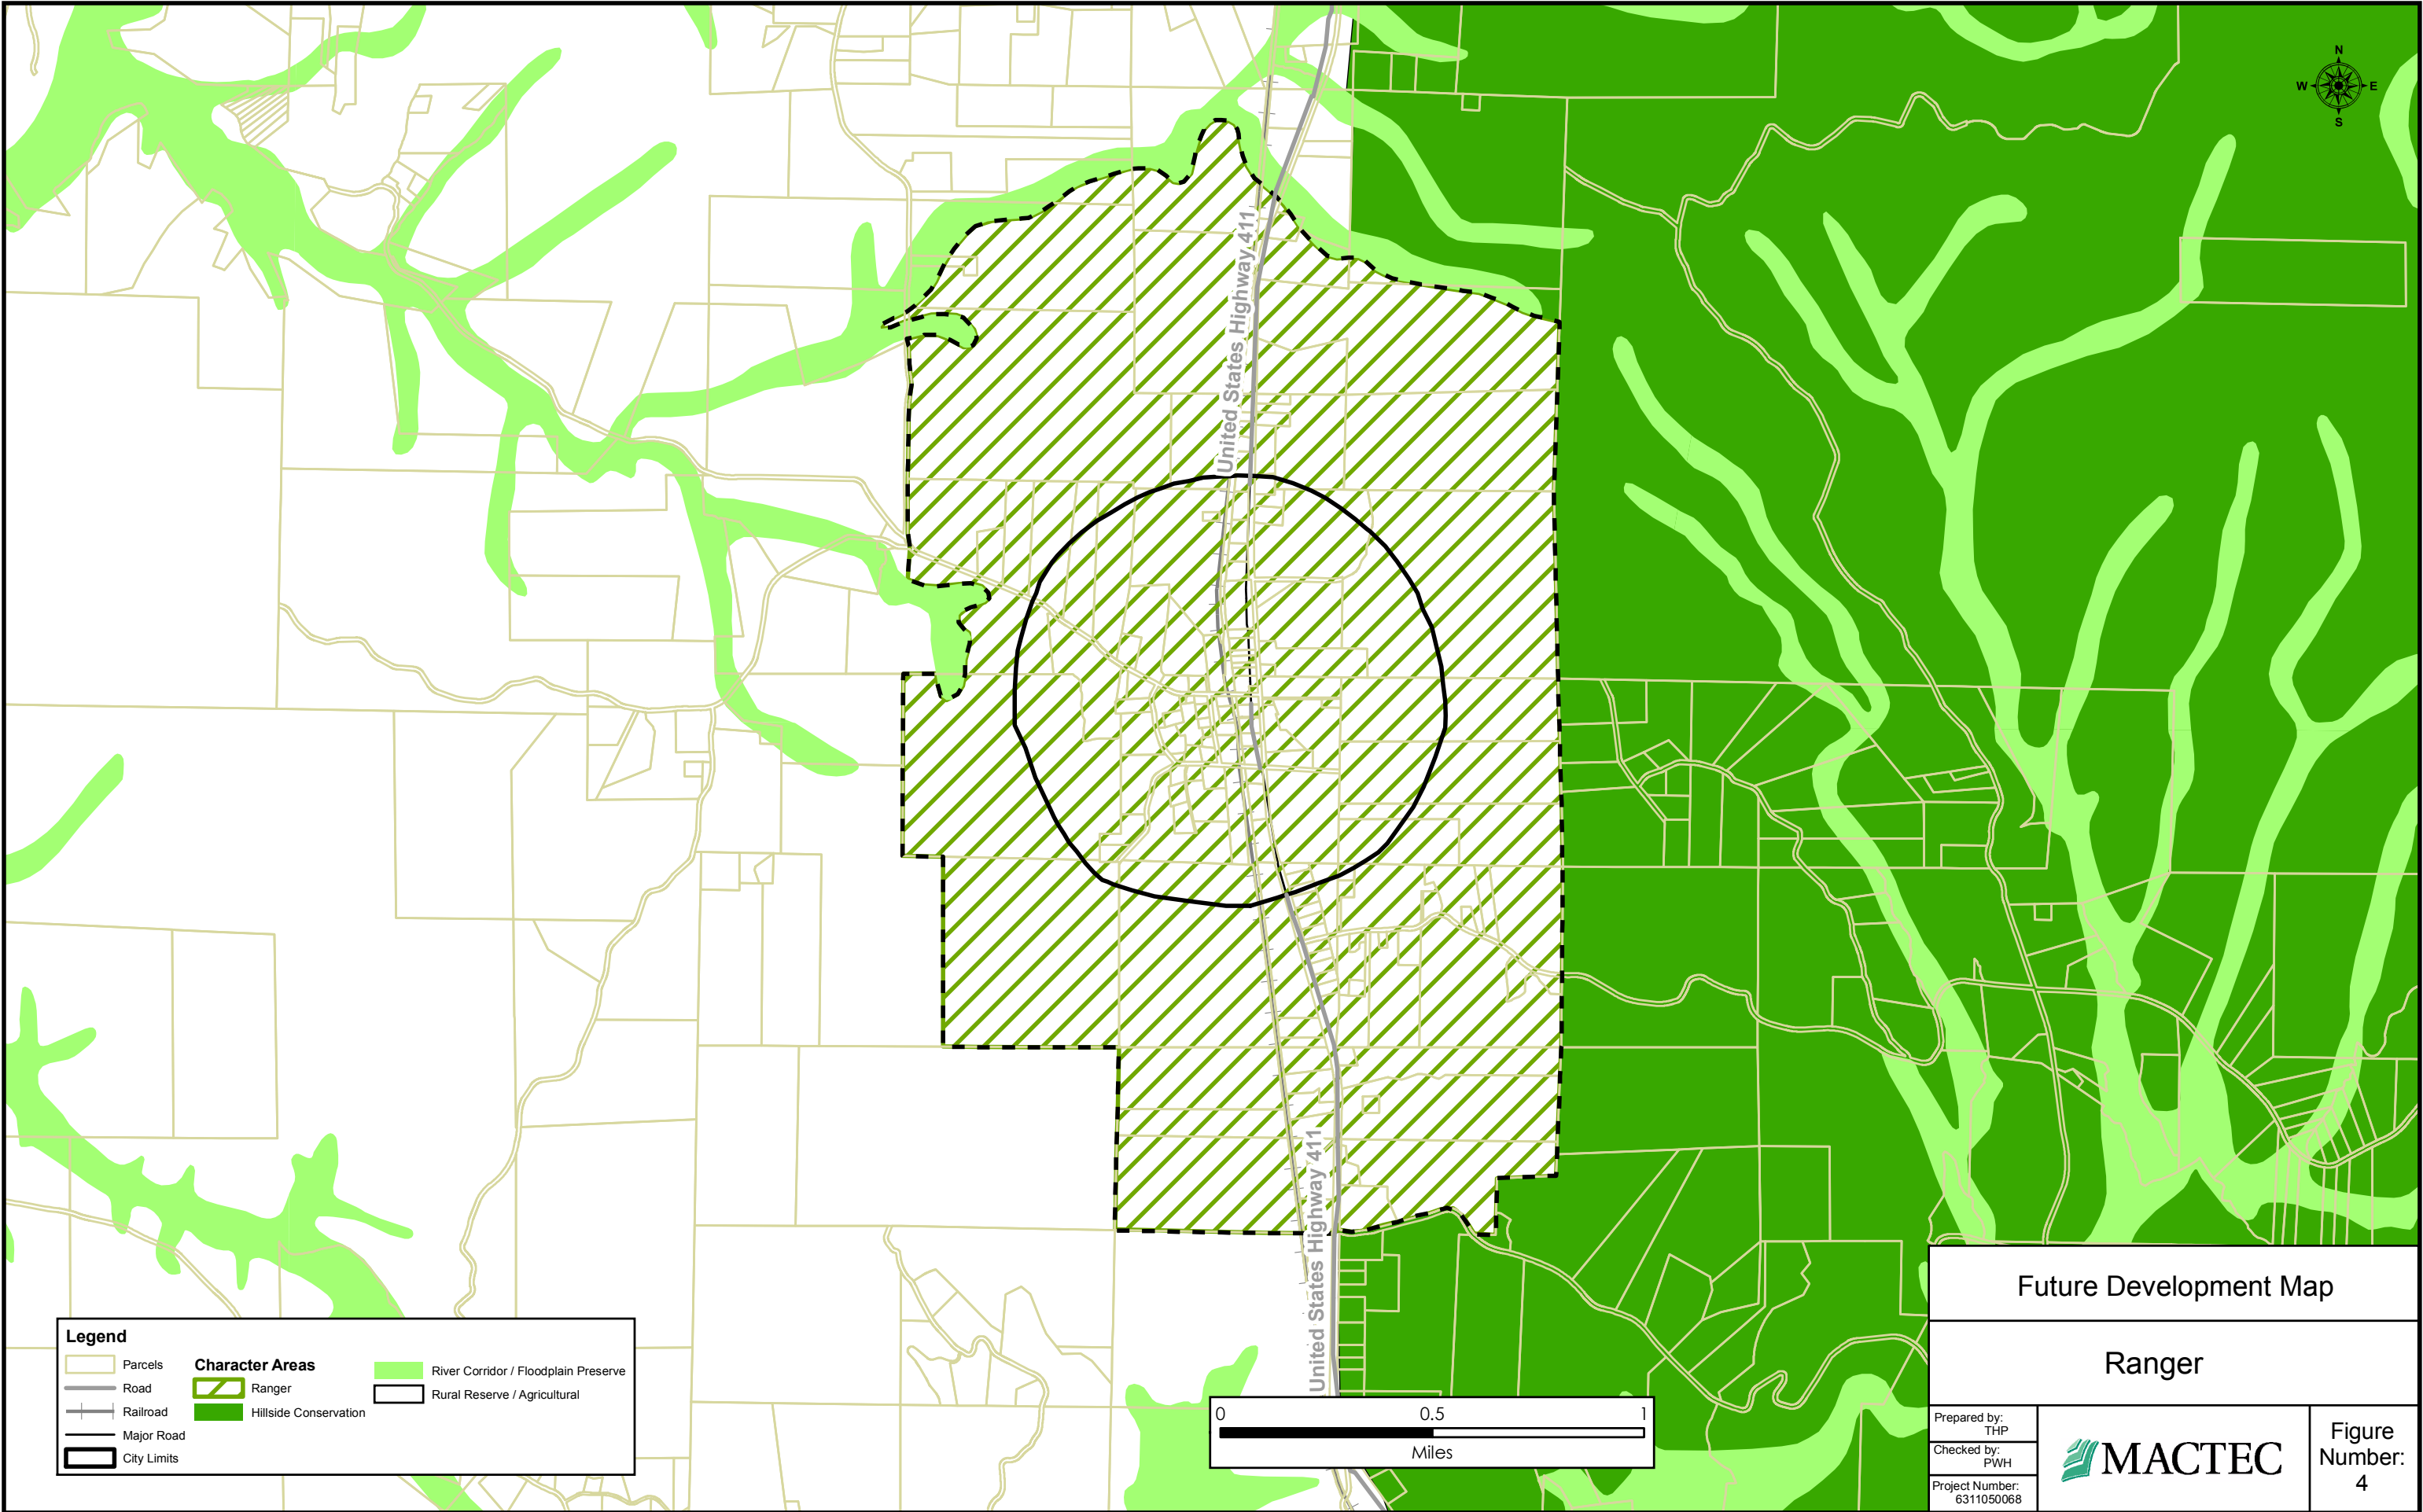 N
W E
S
United States Highway 411
United States Highway 411
Legend
Parcels
Road
Railroad
Major Road
City Limits
Character Areas
Ranger
Hillside Conservation
River Corridor / Floodplain Preserve
Rural Reserve / Agricultural
0 0.5 1
Miles
Future Development Map
Ranger
Prepared by:
THP
Checked by:
PWH
Project Number:
6311050068
MACTEC
Figure
Number:
4